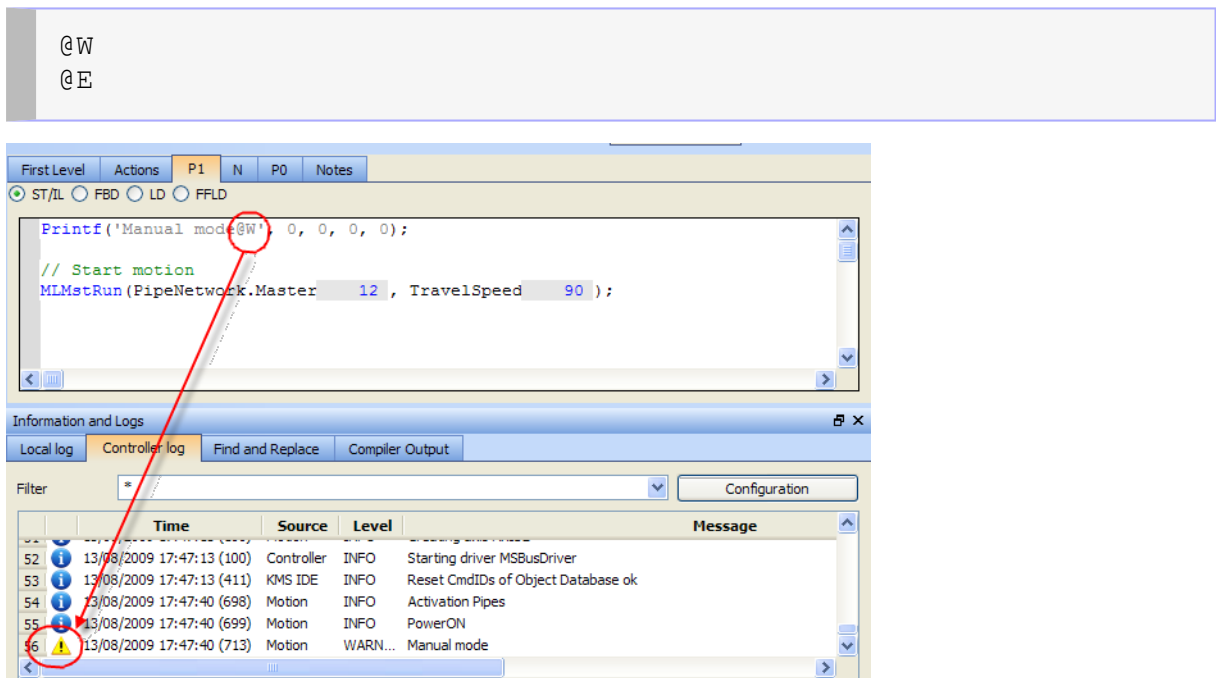 @W
@E
First Level Actions P1 N P0 Notes
ST/IL FBD LD FFLD
Printf('Manual mode@W', 0, 0, 0, 0);
// Start motion
MLMstRun(PipeNetwork.Master 12 , TravelSpeed 90 );
Information and Logs
Local log Controller log Find and Replace Compiler Output
Filter * Configuration
Time Source Level Message
52 13/08/2009 17:47:13 (100) Controller INFO Starting driver MSBusDriver
53 13/08/2009 17:47:13 (411) KMS IDE INFO Reset CmdIDs of Object Database ok
54 13/08/2009 17:47:40 (698) Motion INFO Activation Pipes
55 13/08/2009 17:47:40 (699) Motion INFO PowerON
56 13/08/2009 17:47:40 (713) Motion WARN... Manual mode